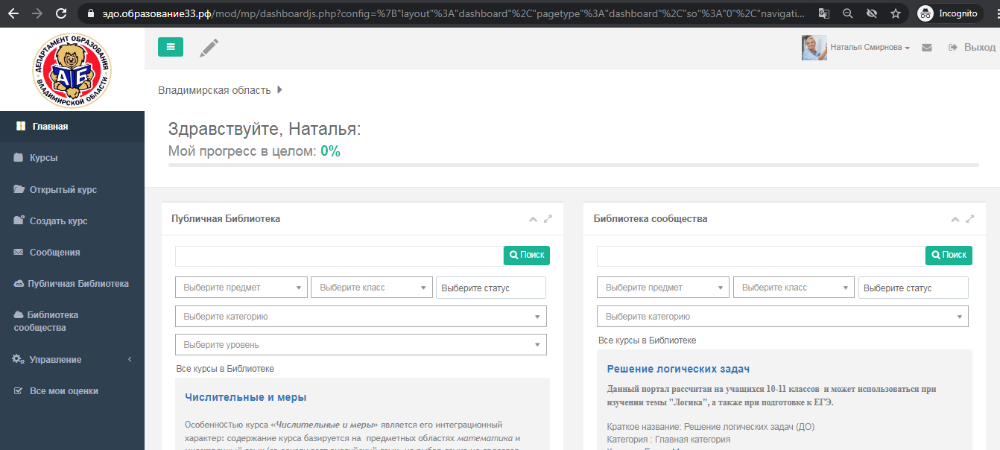 эдо.образование33.рф/mod/mp/dashboardjs.php?config=%7B"layout"%3A"dashboard"%2C"pagetype"%3A"dashboard"%2C"so"%3A"0"%2C"navigati...
Incognito
ДЕПАРТАМЕНТ ОБРАЗОВАНИЯ
АБ
ВЛАДИМИРСКОЙ ОБЛАСТИ
Наталья Смирнова
Выход
Владимирская область
Здравствуйте, Наталья:
Мой прогресс в целом: 0%
Главная
Курсы
Открытый курс
Создать курс
Сообщения
Публичная Библиотека
Библиотека
сообщества
Управление
Все мои оценки
Публичная Библиотека
Поиск
Выберите предмет
Выберите класс
Выберите статус
Выберите категорию
Выберите уровень
Все курсы в Библиотеке
Числительные и меры
Особенностью курса «Числительные и меры» является его интеграционный
характер: содержание курса базируется на предметных областях математика и
Библиотека сообщества
Поиск
Выберите предмет
Выберите класс
Выберите статус
Выберите категорию
Все курсы в Библиотеке
Решение логических задач
Данный портал рассчитан на учащихся 10-11 классов и может использоваться при
изучении темы "Логика", а также при подготовке к ЕГЭ.
Краткое название: Решение логических задач (ДО)
Категория : Главная категория